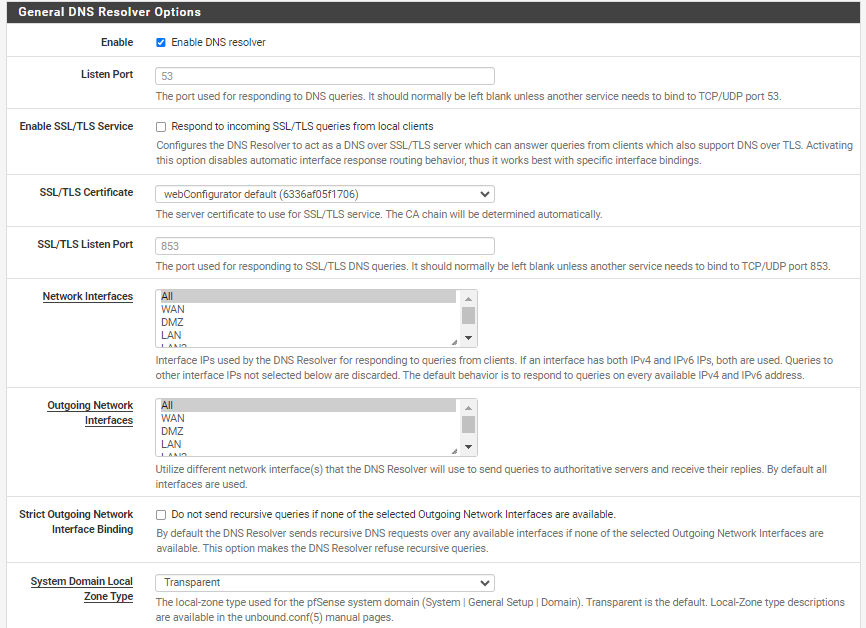 General DNS Resolver Options
Enable
Enable DNS resolver
Listen Port
53
The port used for responding to DNS queries. It should normally be left blank unless another service needs to bind to TCP/UDP port 53.
Enable SSL/TLS Service
Respond to incoming SSL/TLS queries from local clients
Configures the DNS Resolver to act as a DNS over SSL/TLS server which can answer queries from clients which also support DNS over TLS. Activating
this option disables automatic interface response routing behavior, thus it works best with specific interface bindings.
SSL/TLS Certificate
webConfigurator default (6336af05f1706)
The server certificate to use for SSL/TLS service. The CA chain will be determined automatically.
SSL/TLS Listen Port
853
The port used for responding to SSL/TLS DNS queries. It should normally be left blank unless another service needs to bind to TCP/UDP port 853.
Network Interfaces
All
WAN
DMZ
LAN
LAN2
Interface IPs used by the DNS Resolver for responding to queries from clients. If an interface has both IPv4 and IPv6 IPs, both are used. Queries to
other interface IPs not selected below are discarded. The default behavior is to respond to queries on every available IPv4 and IPv6 address.
Outgoing Network
Interfaces
All
WAN
DMZ
LAN
LAN2
Utilize different network interface(s) that the DNS Resolver will use to send queries to authoritative servers and receive their replies. By default all
interfaces are used.
Strict Outgoing Network
Interface Binding
Do not send recursive queries if none of the selected Outgoing Network Interfaces are available.
By default the DNS Resolver sends recursive DNS requests over any available interfaces if none of the selected Outgoing Network Interfaces are
available. This option makes the DNS Resolver refuse recursive queries.
System Domain Local
Zone Type
Transparent
The local-zone type used for the pfSense system domain (System | General Setup | Domain). Transparent is the default. Local-Zone type descriptions
are available in the unbound.conf(5) manual pages.